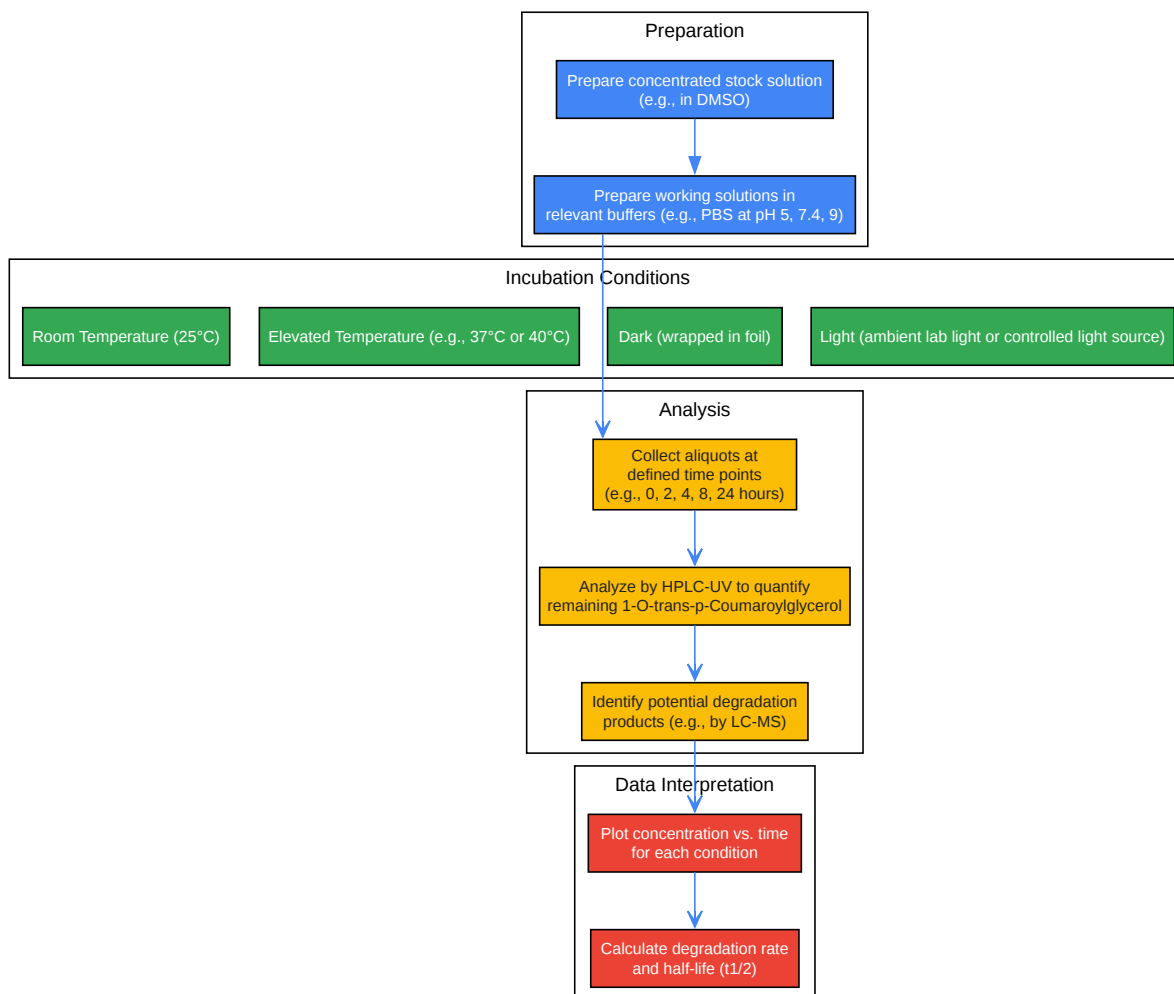 Preparation
Prepare concentrated stock solution
(e.g., in DMSO)
Prepare working solutions in
relevant buffers (e.g., PBS at pH 5, 7.4, 9)
Incubation Conditions
Room Temperature (25°C)
Elevated Temperature (e.g., 37°C or 40°C)
Dark (wrapped in foil)
Light (ambient lab light or controlled light source)
Analysis
Collect aliquots at
defined time points
(e.g., 0, 2, 4, 8, 24 hours)
Analyze by HPLC-UV to quantify
remaining 1-O-trans-p-Coumaroylglycerol
Identify potential degradation
products (e.g., by LC-MS)
Data Interpretation
Plot concentration vs. time
for each condition
Calculate degradation rate
and half-life (t1/2)